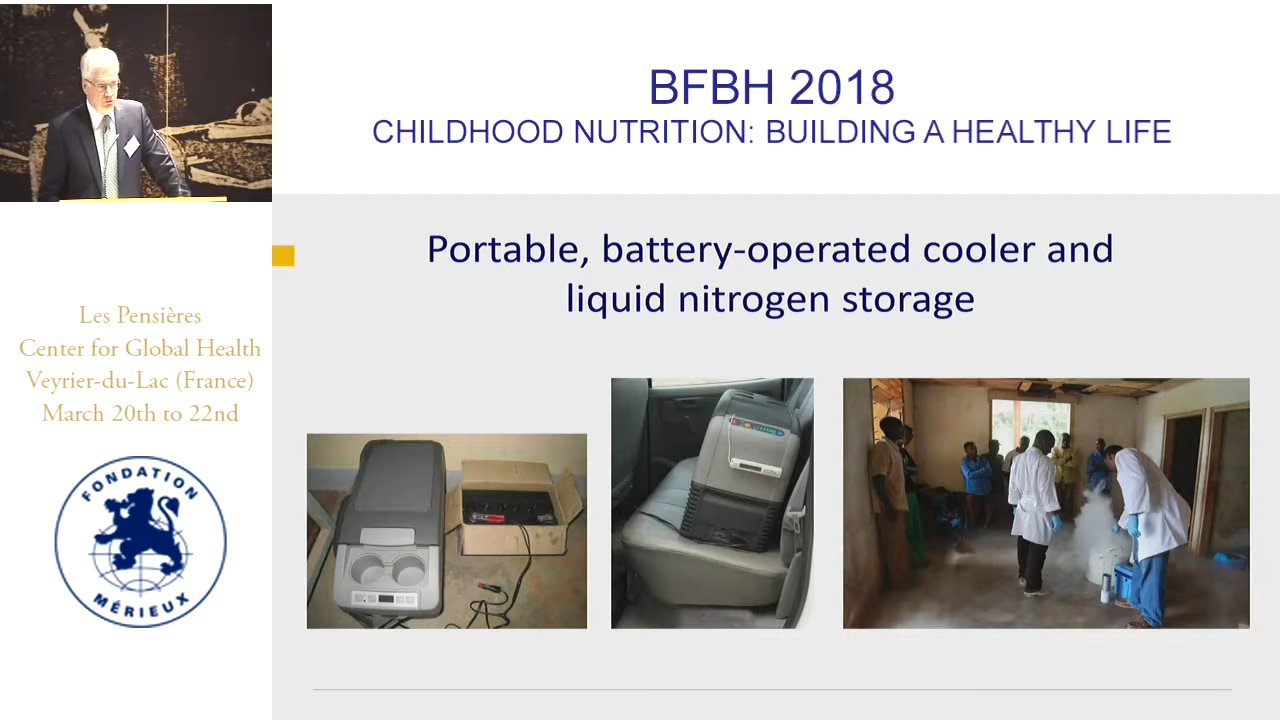 BFBH 2018
CHILDHOOD NUTRITION: BUILDING A HEALTHY LIFE
Portable, battery-operated cooler and
liquid nitrogen storage
Les Pensières
Center for Global Health
Veyrier-du-Lac (France)
March 20th to 22nd
FONDATION
MÉRIEUX